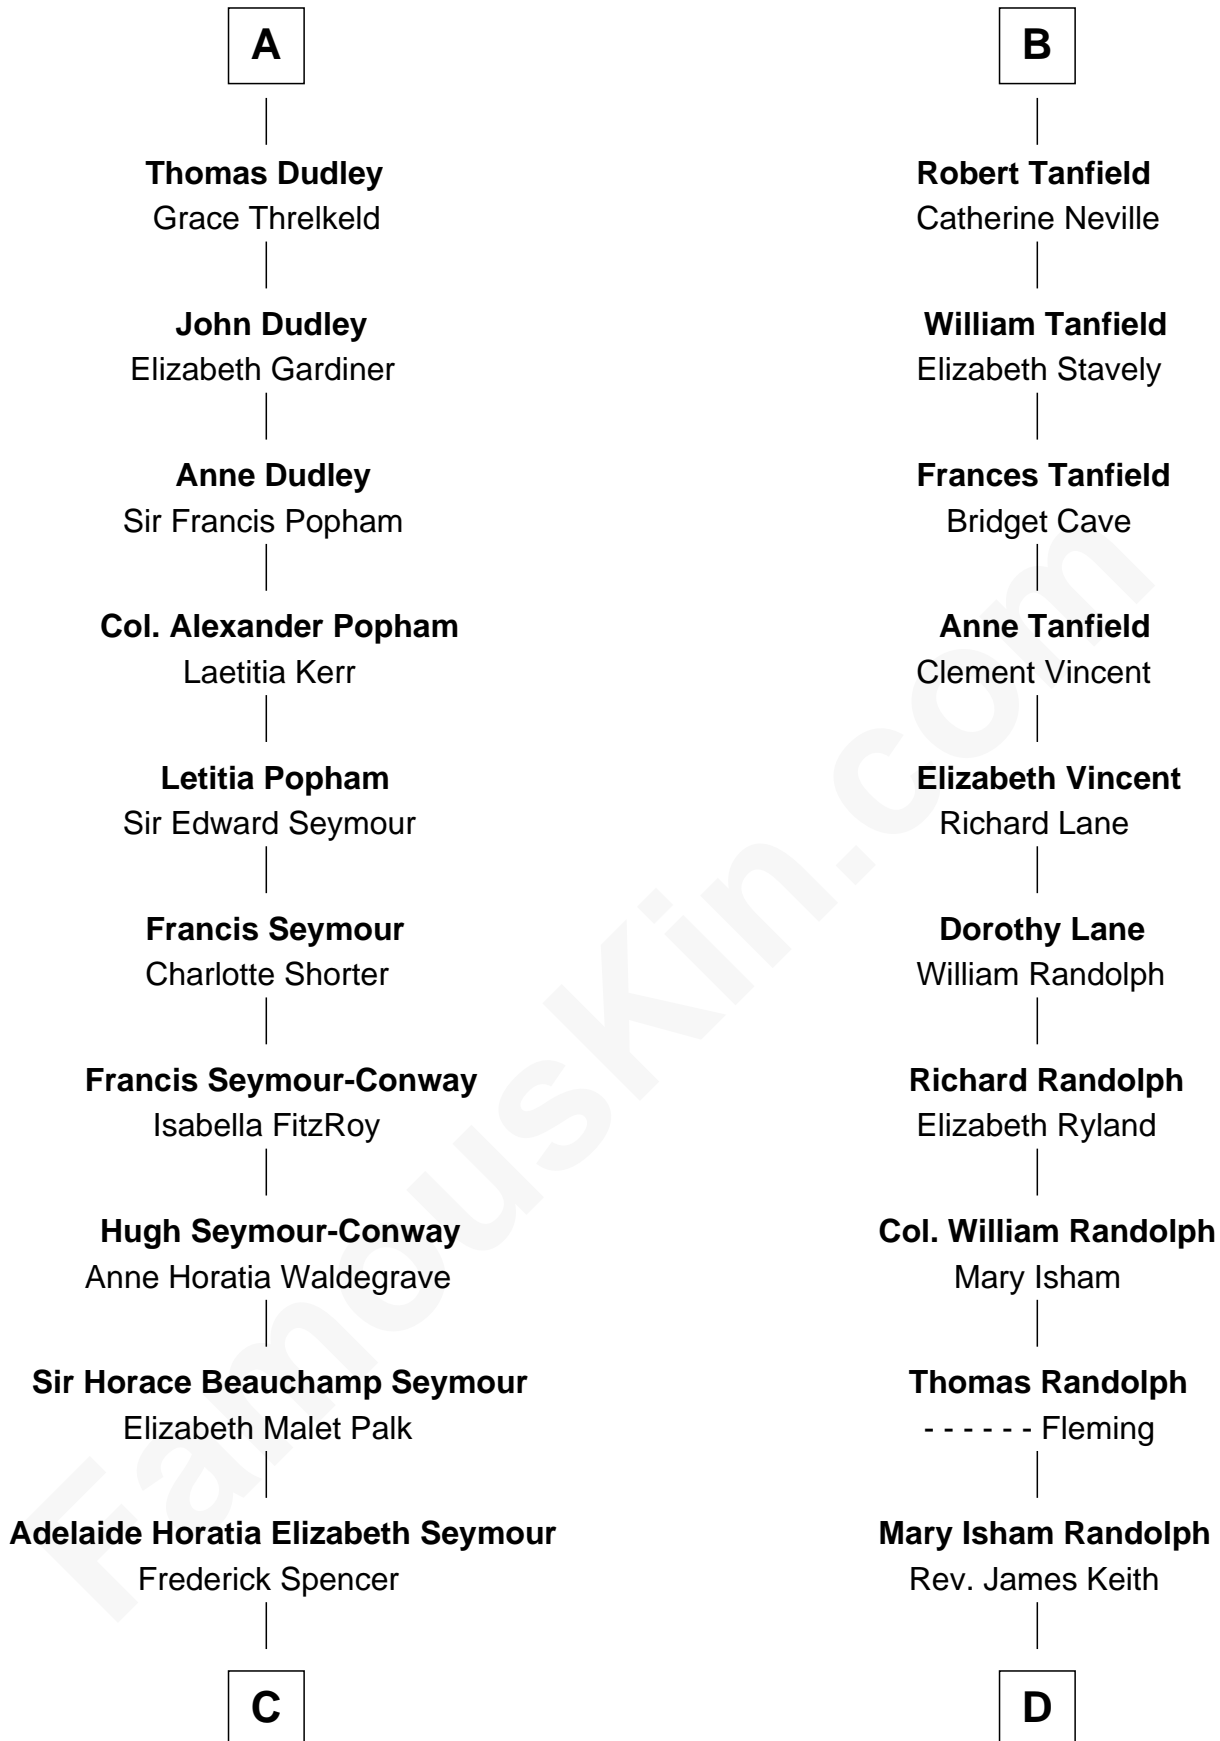 A
Thomas Dudley
Grace Threlkeld
John Dudley
Elizabeth Gardiner
Anne Dudley
Sir Francis Popham
Col. Alexander Popham
Laetitia Kerr
Letitia Popham
Sir Edward Seymour
Francis Seymour
Charlotte Shorter
Francis Seymour-Conway
Isabella FitzRoy
Hugh Seymour-Conway
Anne Horatia Waldegrave
Sir Horace Beauchamp Seymour
Elizabeth Malet Palk
Adelaide Horatia Elizabeth Seymour
Frederick Spencer
C
B
Robert Tanfield
Catherine Neville
William Tanfield
Elizabeth Stavely
Frances Tanfield
Bridget Cave
Anne Tanfield
Clement Vincent
Elizabeth Vincent
Richard Lane
Dorothy Lane
William Randolph
Richard Randolph
Elizabeth Ryland
Col. William Randolph
Mary Isham
Thomas Randolph
- - - - - - Fleming
Mary Isham Randolph
Rev. James Keith
D
FamousKin.com